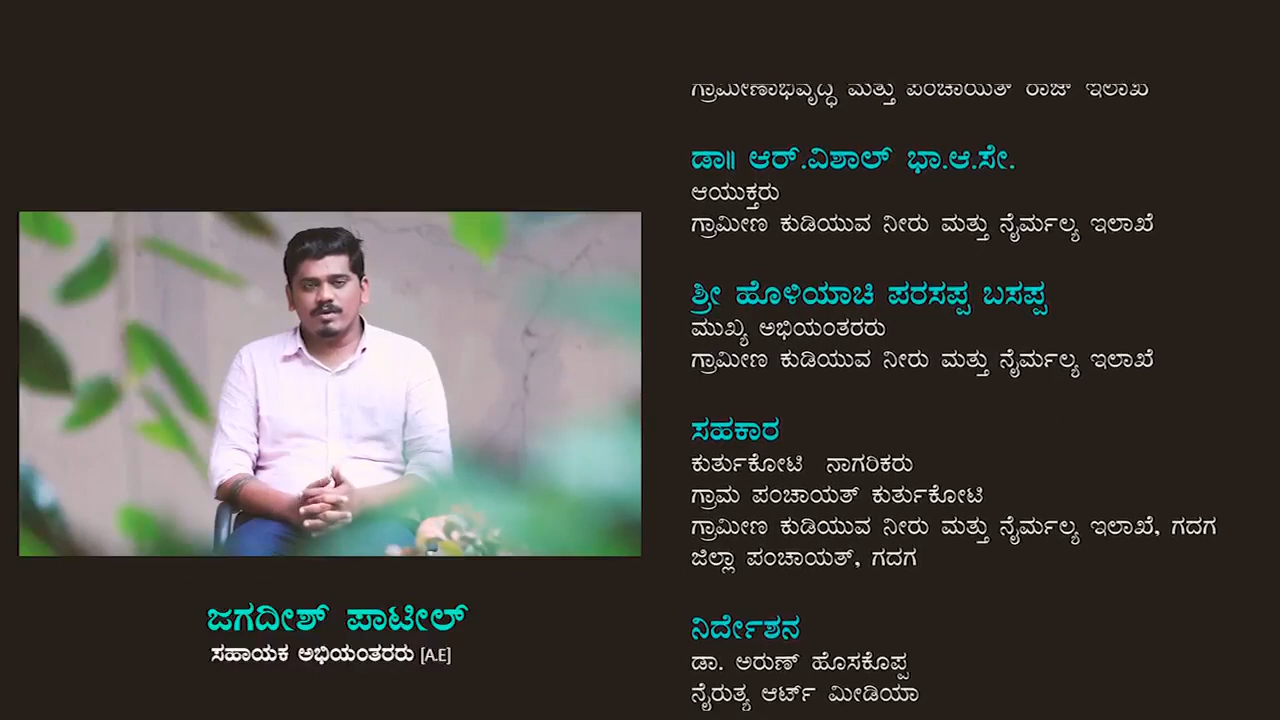 ಗ್ರಾಮೀಣಾಭಿವೃದ್ಧಿ ಮತ್ತು ಪಂಚಾಯಿತ್ ರಾಜ್ ಇಲಾಖೆ
ಡಾ|| ಆರ್.ವಿಶಾಲ್ ಭಾ.ಆ.ಸೇ.
ಆಯುಕ್ತರು
ಗ್ರಾಮೀಣ ಕುಡಿಯುವ ನೀರು ಮತ್ತು ನೈರ್ಮಲ್ಯ ಇಲಾಖೆ
ಶ್ರೀ ಹೊಳಿಯಾಚಿ ಪರಸಪ್ಪ ಬಸಪ್ಪ
ಮುಖ್ಯ ಅಭಿಯಂತರರು
ಗ್ರಾಮೀಣ ಕುಡಿಯುವ ನೀರು ಮತ್ತು ನೈರ್ಮಲ್ಯ ಇಲಾಖೆ
ಸಹಕಾರ
ಕುರ್ತುಕೋಟಿ ನಾಗರಿಕರು
ಗ್ರಾಮ ಪಂಚಾಯತ್ ಕುರ್ತುಕೋಟಿ
ಗ್ರಾಮೀಣ ಕುಡಿಯುವ ನೀರು ಮತ್ತು ನೈರ್ಮಲ್ಯ ಇಲಾಖೆ, ಗದಗ
ಜಿಲ್ಲಾ ಪಂಚಾಯತ್, ಗದಗ
ನಿರ್ದೇಶನ
ಡಾ. ಅರುಣ್ ಹೊಸಕೊಪ್ಪ
ನೈರುತ್ಯ ಆರ್ಟ್ ಮೀಡಿಯಾ
ಜಗದೀಶ್ ಪಾಟೀಲ್
ಸಹಾಯಕ ಅಭಿಯಂತರರು [A.E]